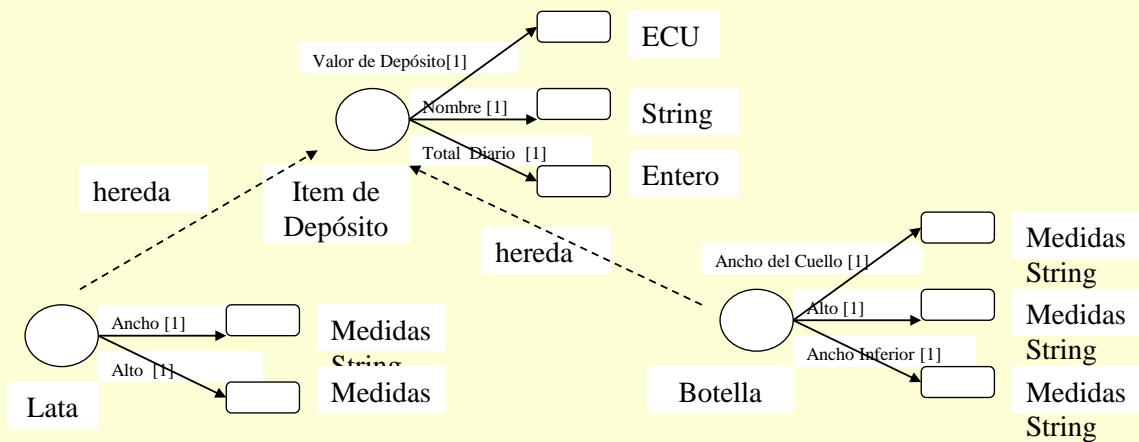 ECU
Valor de Depósito[1]
Nombre [1]
String
Total Diario [1]
Entero
hereda
Item de
Depósito
hereda
Ancho del Cuello [1]
Medidas
String
Ancho [1]
Medidas
String
Alto [1]
Medidas
String
Alto [1]
Medidas
Ancho Inferior [1]
Medidas
String
Lata
Botella